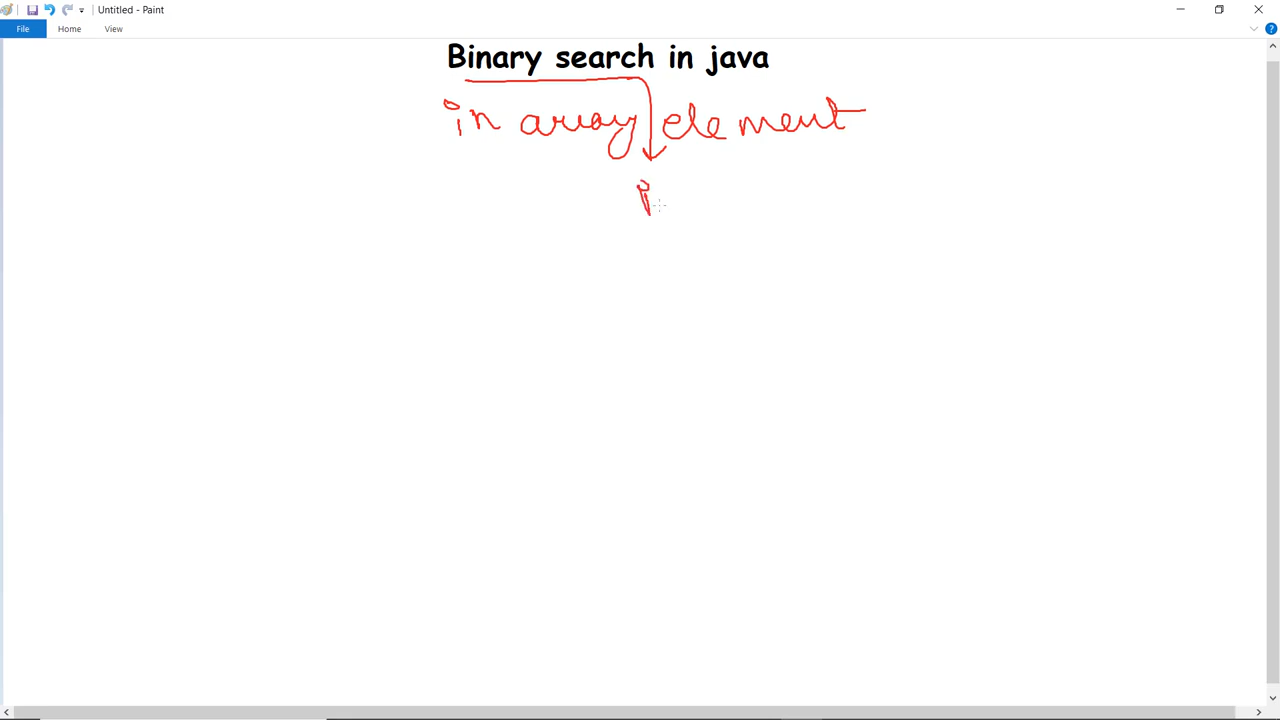 Untitled - Paint
File Home View
Binary search in java
in array element
i